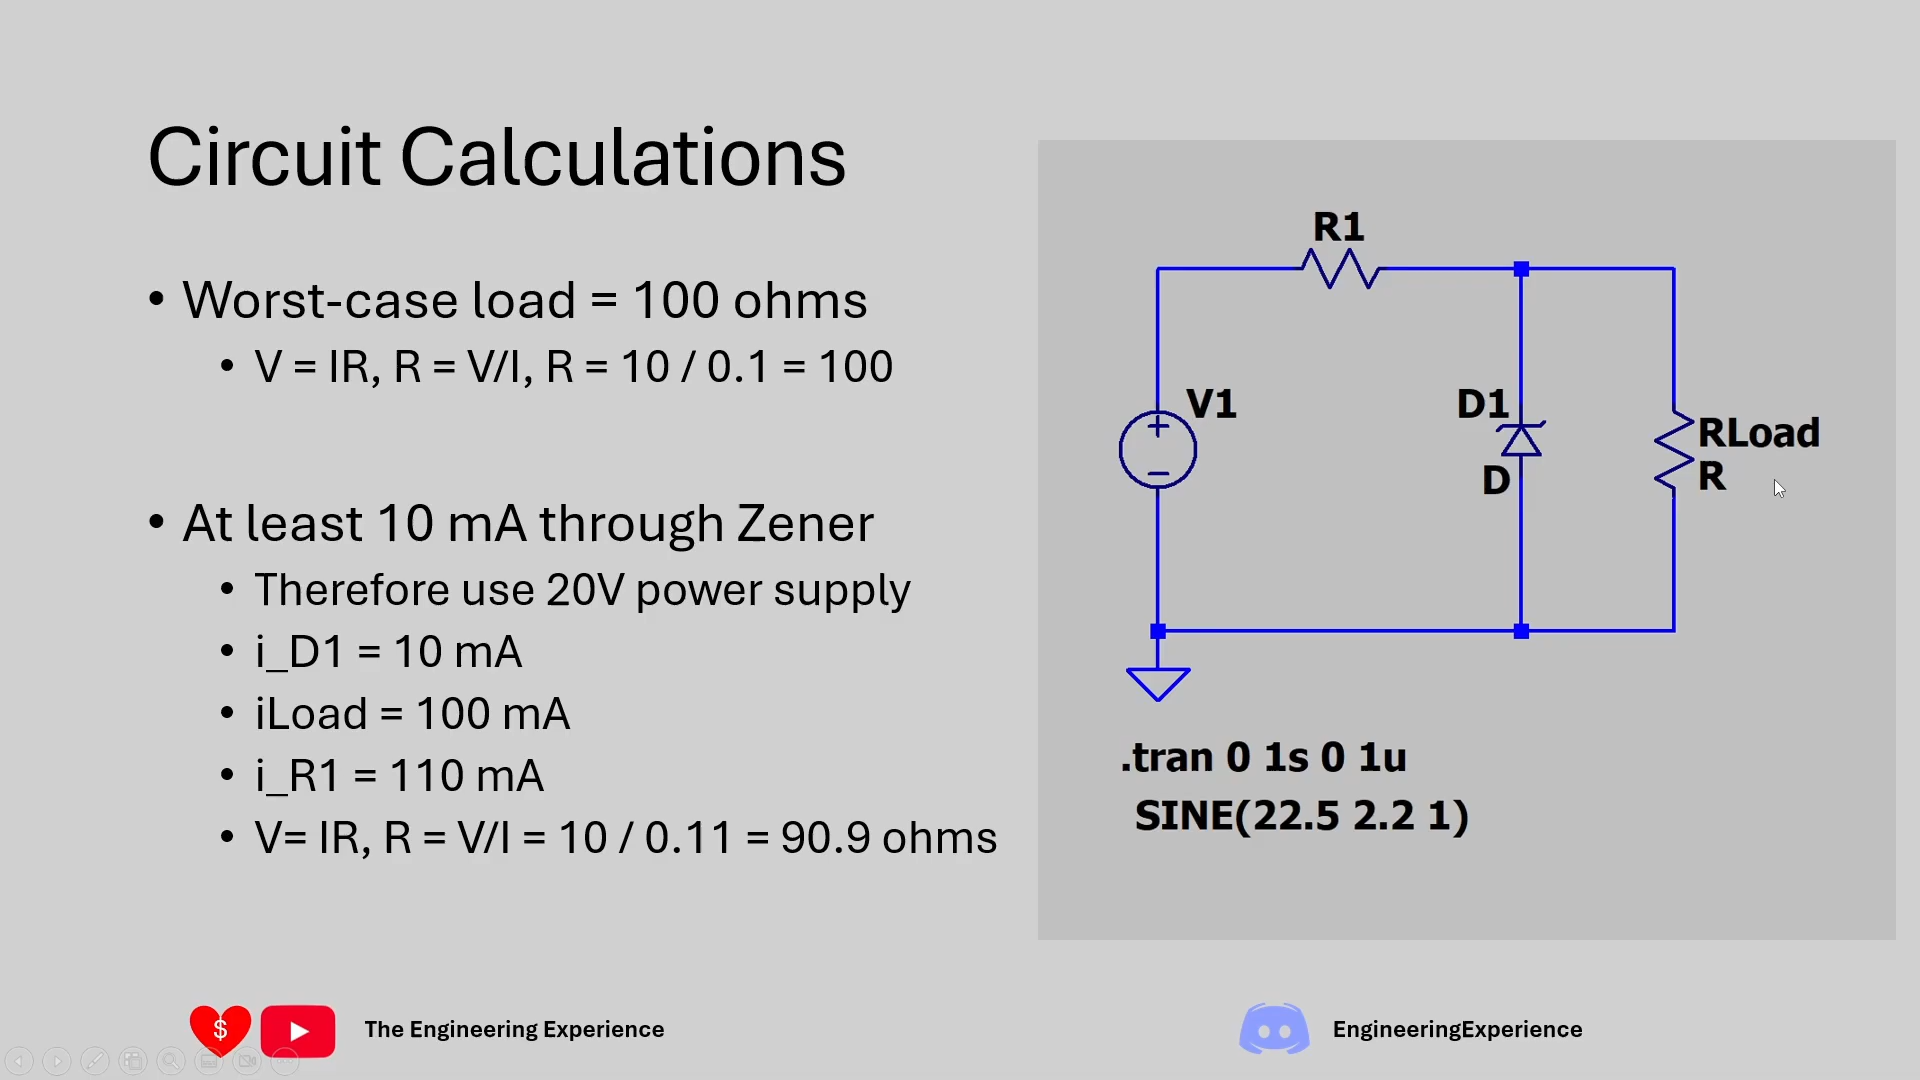 Circuit Calculations
• Worst-case load = 100 ohms
• V = IR, R = V/I, R = 10 / 0.1 = 100
• At least 10 mA through Zener
• Therefore use 20V power supply
• i_D1 = 10 mA
• iLoad = 100 mA
• i_R1 = 110 mA
• V= IR, R = V/I = 10 / 0.11 = 90.9 ohms
R1
V1
D1
D
RLoad
R
.tran 0 1s 0 1u
SINE(22.5 2.2 1)
$
The Engineering Experience
EngineeringExperience